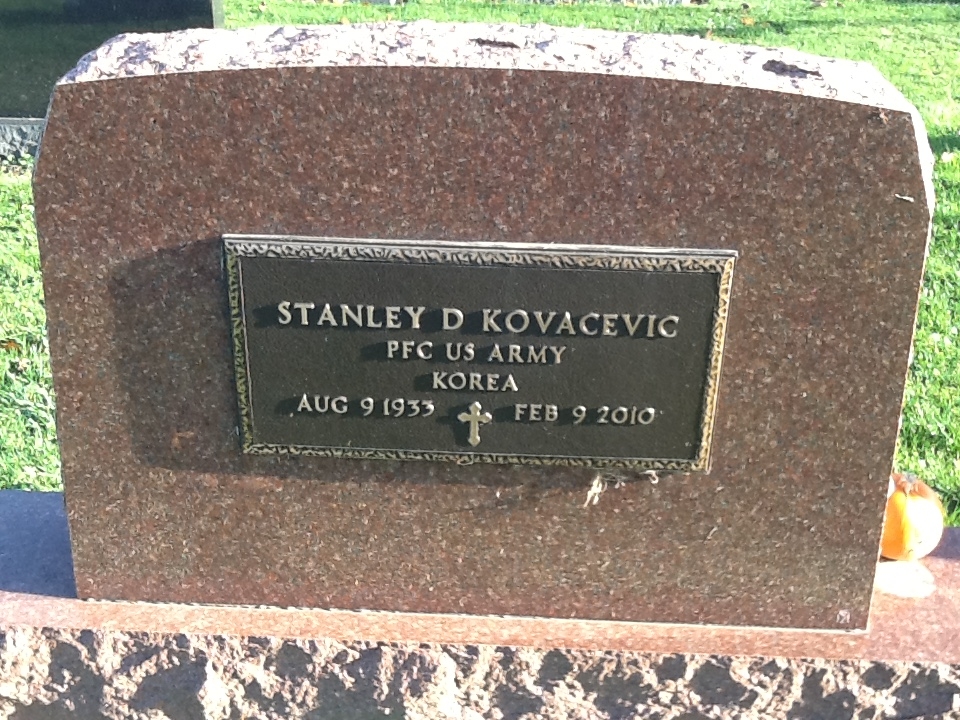 STANLEY D KOVACEVIC
PFC US ARMY
KOREA
AUG 9 1933 FEB 9 2010